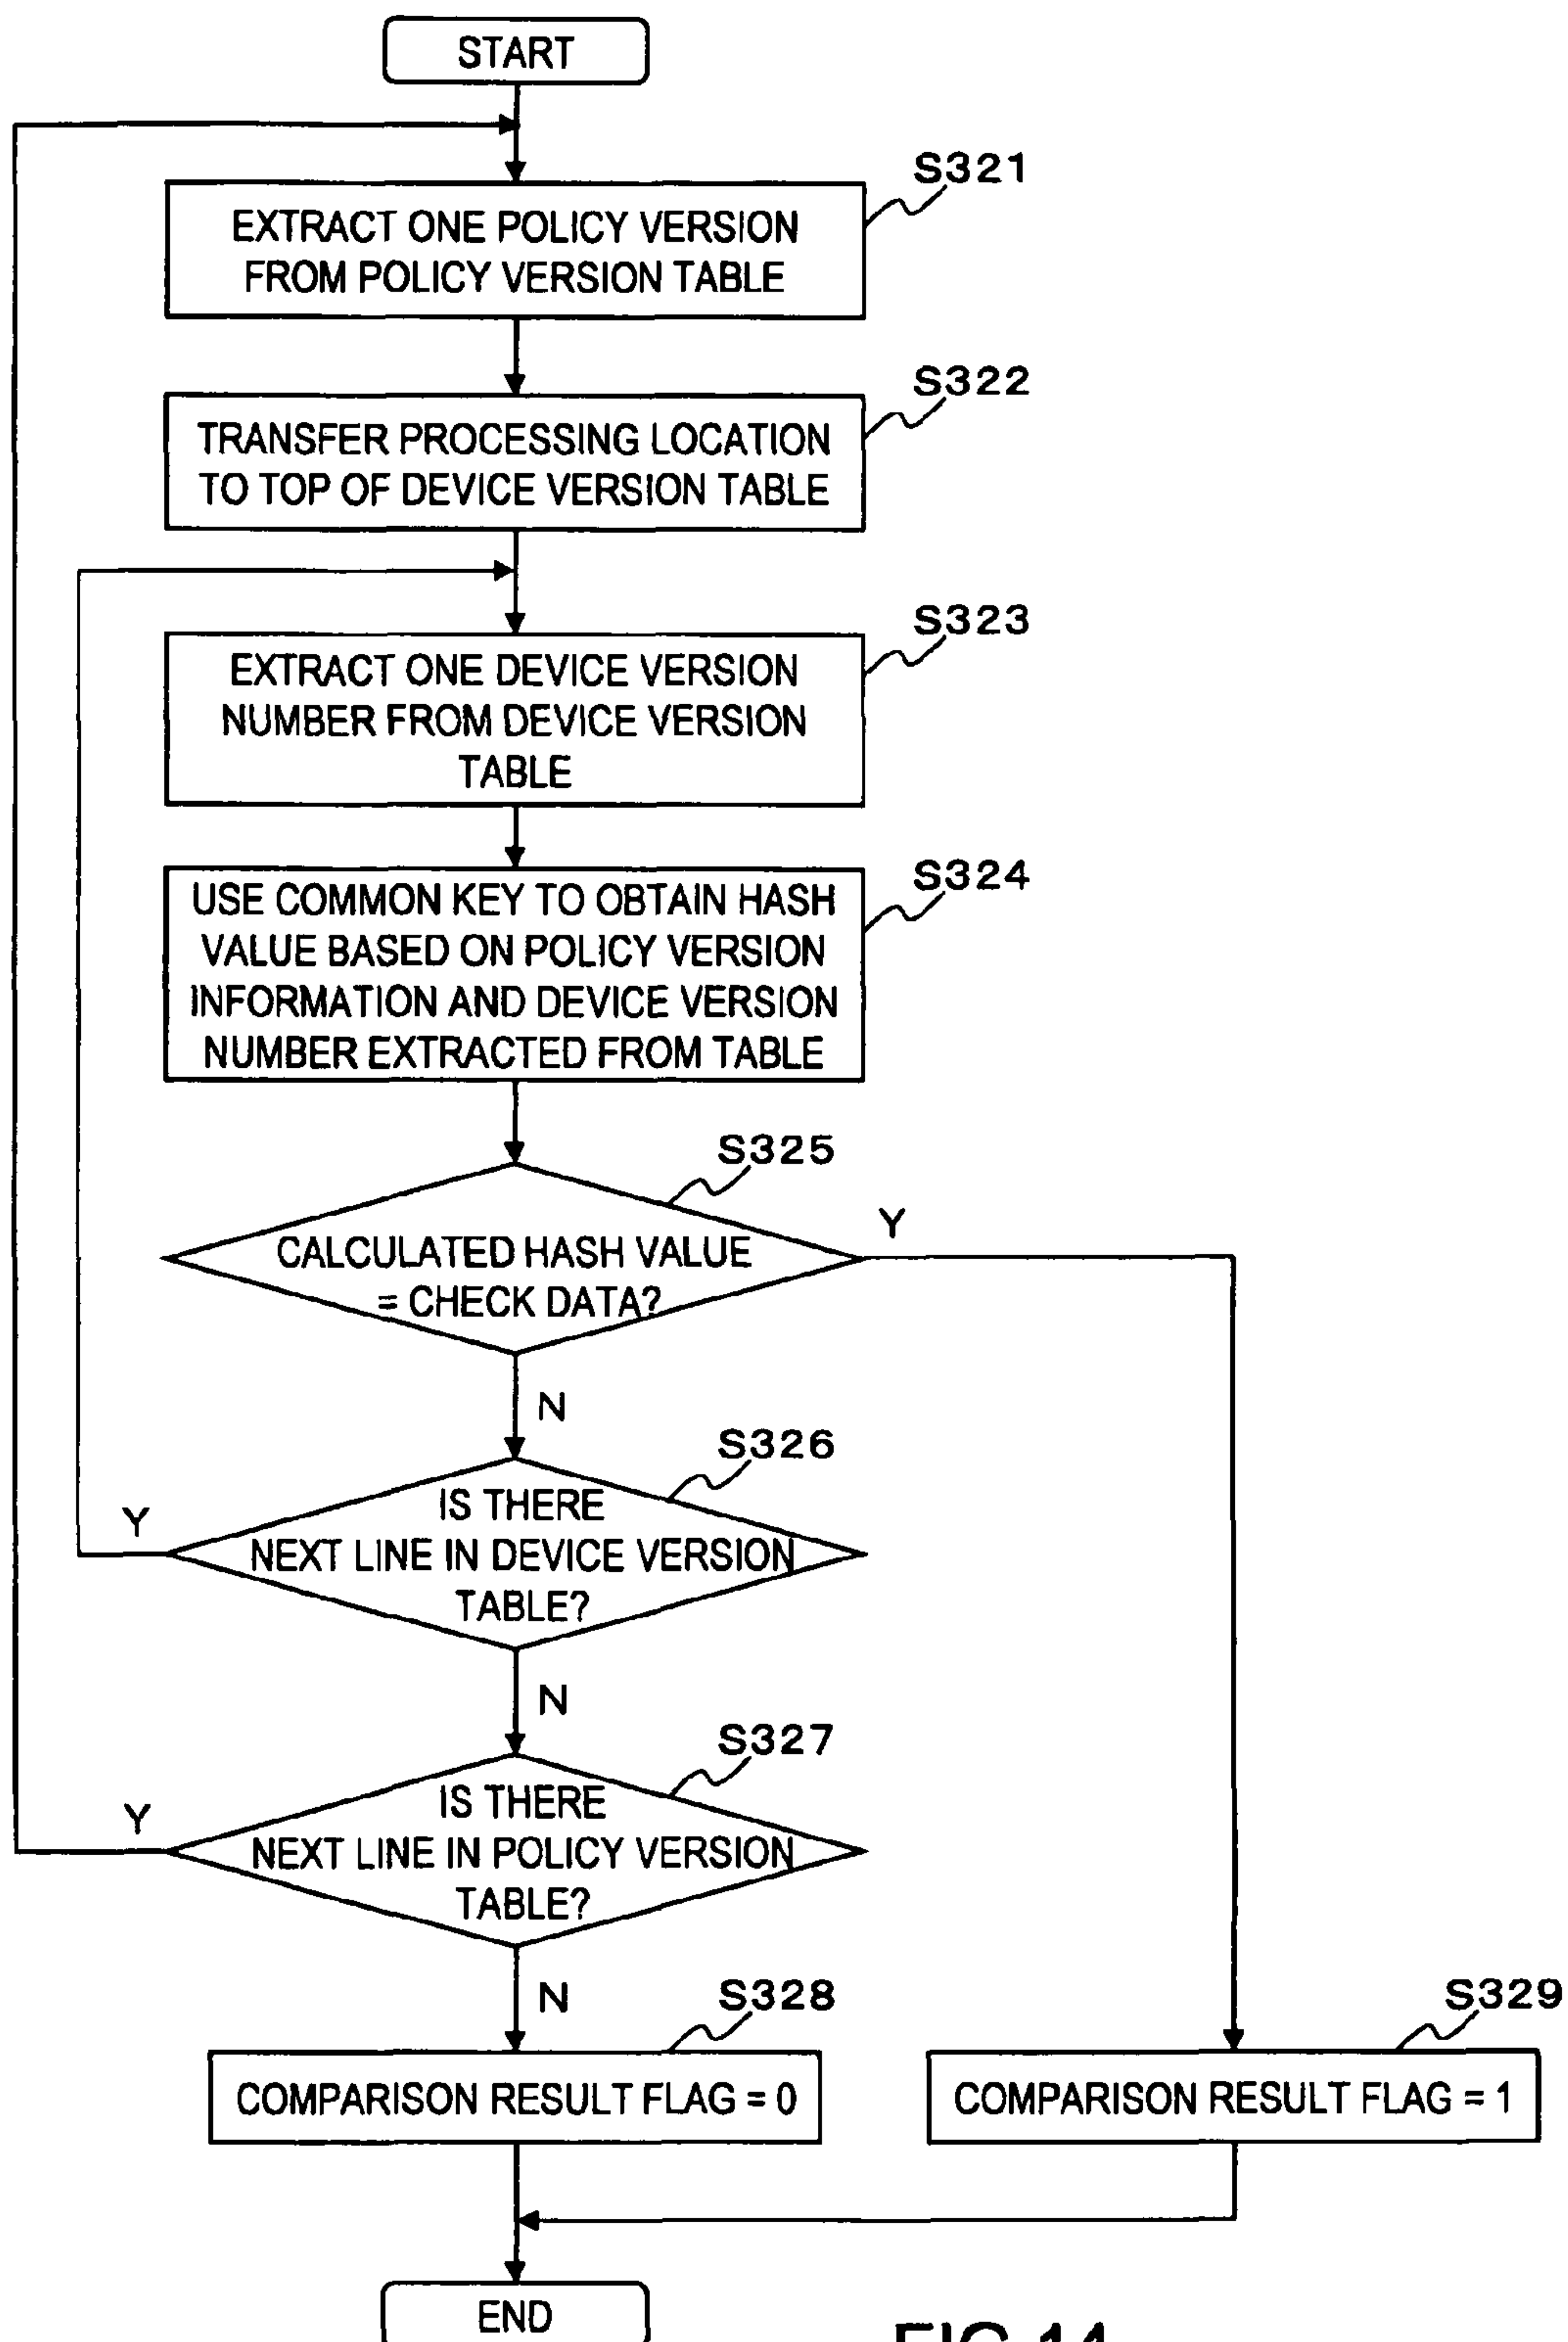 START
S321
EXTRACT ONE POLICY VERSION
FROM POLICY VERSION TABLE
S322
TRANSFER PROCESSING LOCATION
TO TOP OF DEVICE VERSION TABLE
S323
EXTRACT ONE DEVICE VERSION
NUMBER FROM DEVICE VERSION
TABLE
S324
USE COMMON KEY TO OBTAIN HASH
VALUE BASED ON POLICY VERSION
INFORMATION AND DEVICE VERSION
NUMBER EXTRACTED FROM TABLE
S325
Y
CALCULATED HASH VALUE
= CHECK DATA?
N
S326
Y
IS THERE
NEXT LINE IN DEVICE VERSION
TABLE?
N
S327
Y
IS THERE
NEXT LINE IN POLICY VERSION
TABLE?
N
S328
S329
COMPARISON RESULT FLAG = 0
COMPARISON RESULT FLAG = 1
END
FIG.14